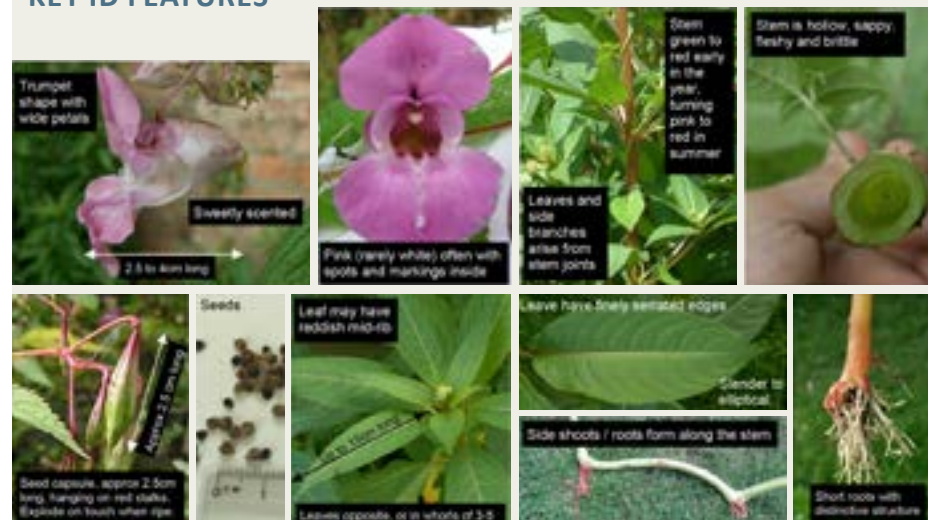 KEY ID FEATURES
Trumpet
shape with
wide petals
Sweetly scented
2.5 to 4cm long
Pink (rarely white) often with
spots and markings inside
Stem
green to
red early
in the
year,
turning
pink to
red in
summer
Leaves and
side
branches
arise from
stem joints
Stem is hollow, sappy,
fleshy and brittle
Approx 2.5 cm long
Seed capsule, approx 2.5cm
long, hanging on red stalks.
Explode on touch when ripe.
Seeds
Leaf may have
reddish mid-rib
up to 15cm long
Leaves opposite, or in whorls of 3-5
Leave have finely serrated edges
Slender to
elliptical.
Side shoots / roots form along the stem
Short roots with
distinctive structure